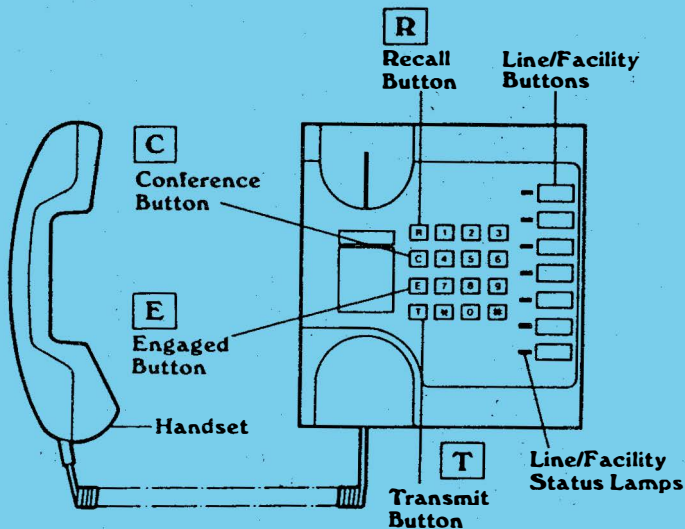 R
Recall
Button
Line/Facility
Buttons
C
Conference
Button
R 1 2 3
C 4 5 6
E 7 8 9
T * 0 #
E
Engaged
Button
Handset
T
Transmit
Button
Line/Facility
Status Lamps